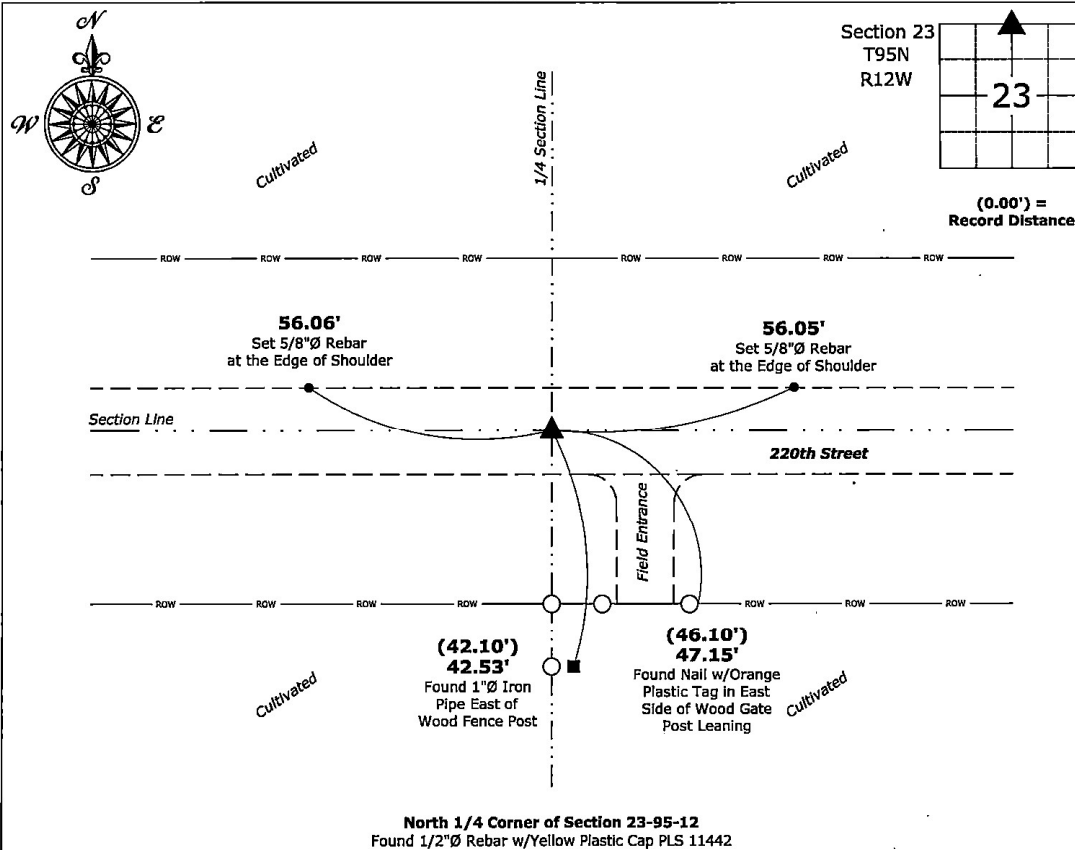 N
W
E
S
Section 23
T95N
R12W
23
(0.00') =
Record Distance
Cultivated
1/4 Section Line
Cultivated
ROW ROW ROW ROW ROW ROW ROW ROW
56.06'
Set 5/8"Ø Rebar
at the Edge of Shoulder
56.05'
Set 5/8"Ø Rebar
at the Edge of Shoulder
Section Line
220th Street
Field Entrance
ROW ROW ROW ROW ROW ROW ROW
(42.10')
42.53'
Found 1"Ø Iron
Pipe East of
Wood Fence Post
(46.10')
47.15'
Found Nail w/Orange
Plastic Tag in East
Side of Wood Gate
Post Leaning
Cultivated
Cultivated
North 1/4 Corner of Section 23-95-12
Found 1/2"Ø Rebar w/Yellow Plastic Cap PLS 11442